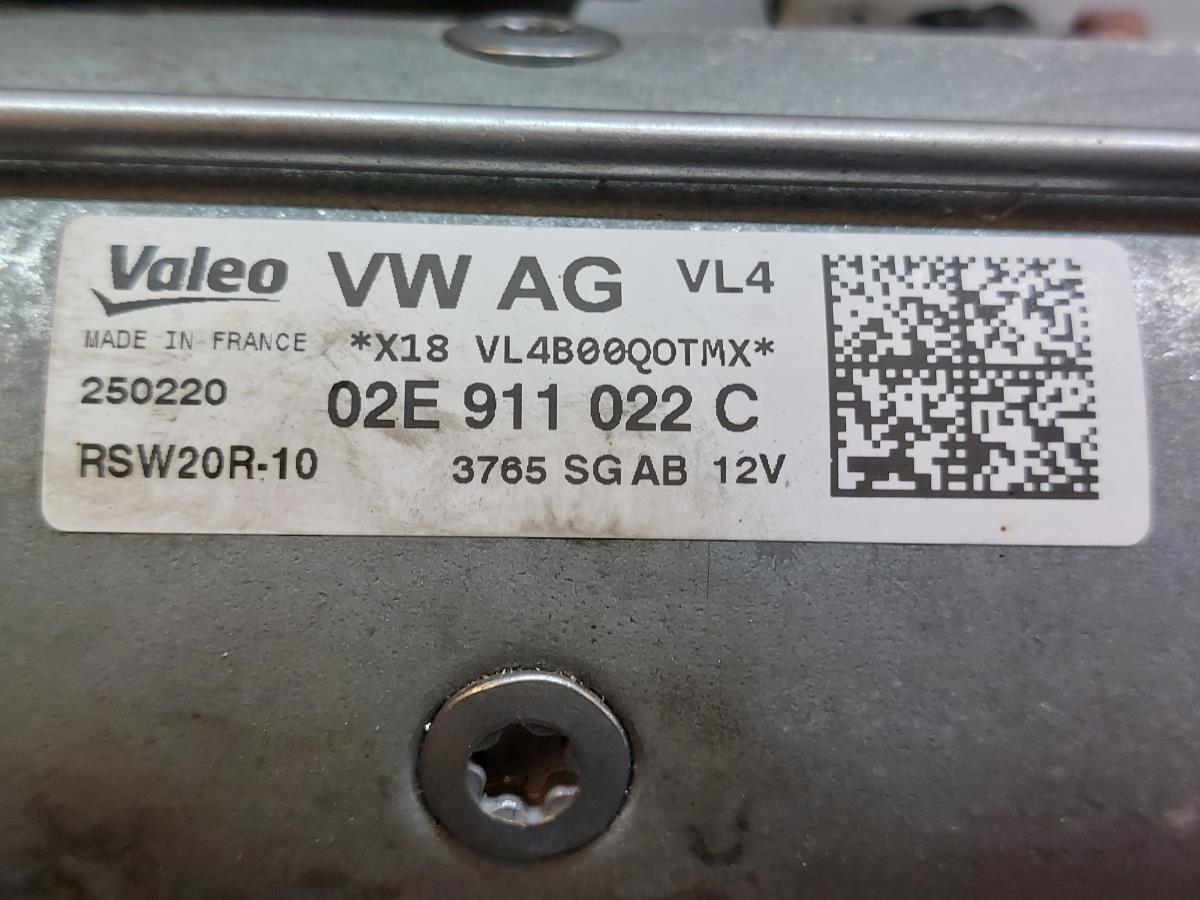 Valeo VW AG VL4
MADE IN FRANCE *X18 VL4B00QOTMX*
250220 02E 911 022 C
RSW20R-10 3765 SG AB 12V